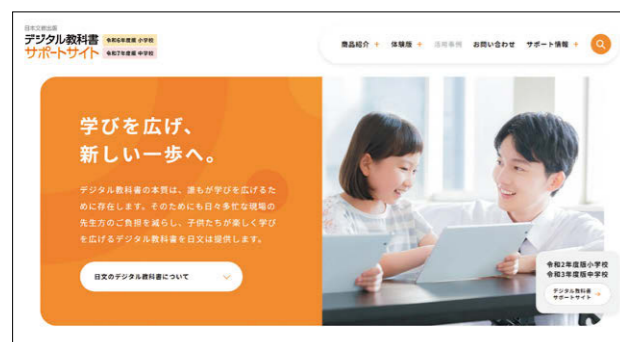 日本文教出版
デジタル教科書
サポートサイト
令和6年度版 小学校
令和7年度版 中学校
商品紹介 +
体験版 +
活用事例
お問い合わせ
サポート情報 +
学びを広げ、
新しい一歩へ。
デジタル教科書の本質は、誰もが学びを広げるた
めに存在します。そのためにも日々多忙な現場の
先生方のご負担を減らし、子供たちが楽しく学び
を広げるデジタル教科書を日文は提供します。
日文のデジタル教科書について
令和2年度版小学校
令和3年度版中学校
デジタル教科書
サポートサイト